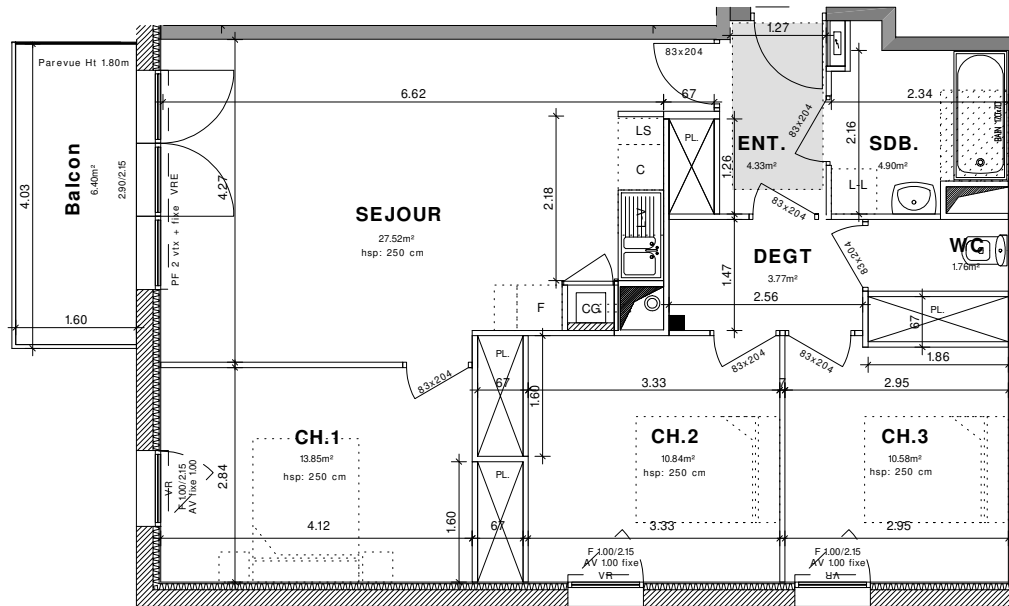 1.27
Parevue Ht 1.80m
83x204
6.62
67
2.34
LS
ENT.
4.33m²
83x204
2.16
SDB.
4.90m²
BAIN 170x70
4.03
Balcon
6.40m²
2.90/2.15
PF 2 vtx + fixe VRE
4.27
SEJOUR
27.52m²
hsp: 250 cm
2.18
C
PL.
1.26
L-L
L-V
83x204
DEGT
3.77m²
83x204
WC
1.76m²
1.47
2.56
F
CG
PL.
67
1.60
1.86
PL.
83x204
67
1.60
3.33
83x204
83x204
2.95
CH.1
13.85m²
hsp: 250 cm
CH.2
10.84m²
hsp: 250 cm
CH.3
10.58m²
hsp: 250 cm
VR
F 1.00/2.15
AV fixe 1.00
2.84
PL.
1.60
4.12
67
3.33
2.95
F 1.00/2.15
AV 1.00 fixe
VR
F 1.00/2.15
AV 1.00 fixe
VR